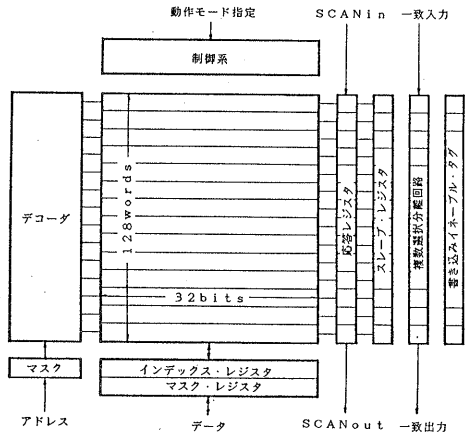 動作モード指定
SCANin
一致入力
制御系
デコーダ
128words
32bits
応答レジスタ
スレーブ・レジスタ
複数選択分離回路
書き込みイネーブル・タグ
マスク
インデックス・レジスタ
マスク・レジスタ
アドレス
データ
SCANout
一致出力